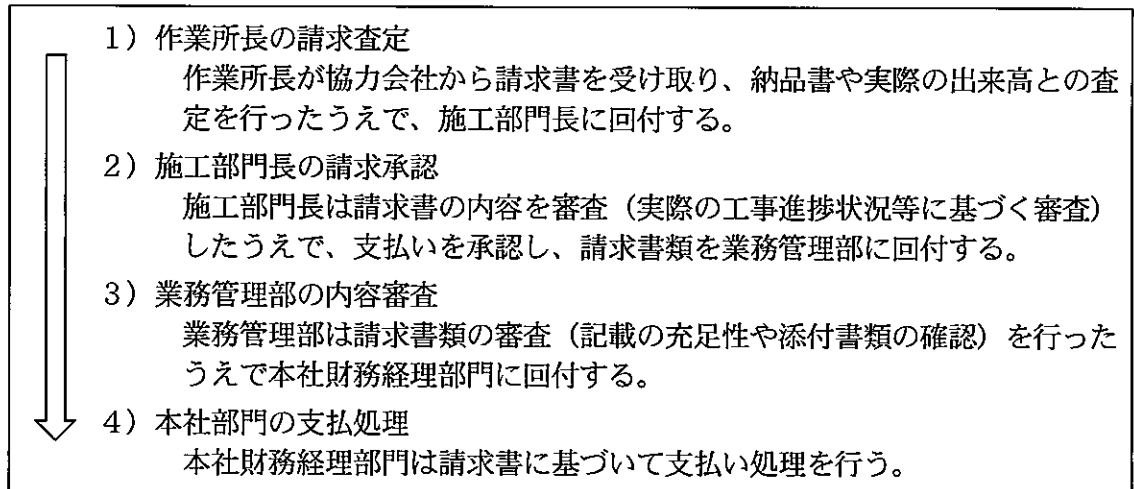 1）作業所長の請求査定
作業所長が協力会社から請求書を受け取り、納品書や実際の出来高との査
定を行ったうえで、施工部門長に回付する。
2）施工部門長の請求承認
施工部門長は請求書の内容を審査（実際の工事進捗状況等に基づく審査）
したうえで、支払いを承認し、請求書類を業務管理部に回付する。
3）業務管理部の内容審査
業務管理部は請求書類の審査（記載の充足性や添付書類の確認）を行った
うえで本社財務経理部門に回付する。
4）本社部門の支払処理
本社財務経理部門は請求書に基づいて支払い処理を行う。